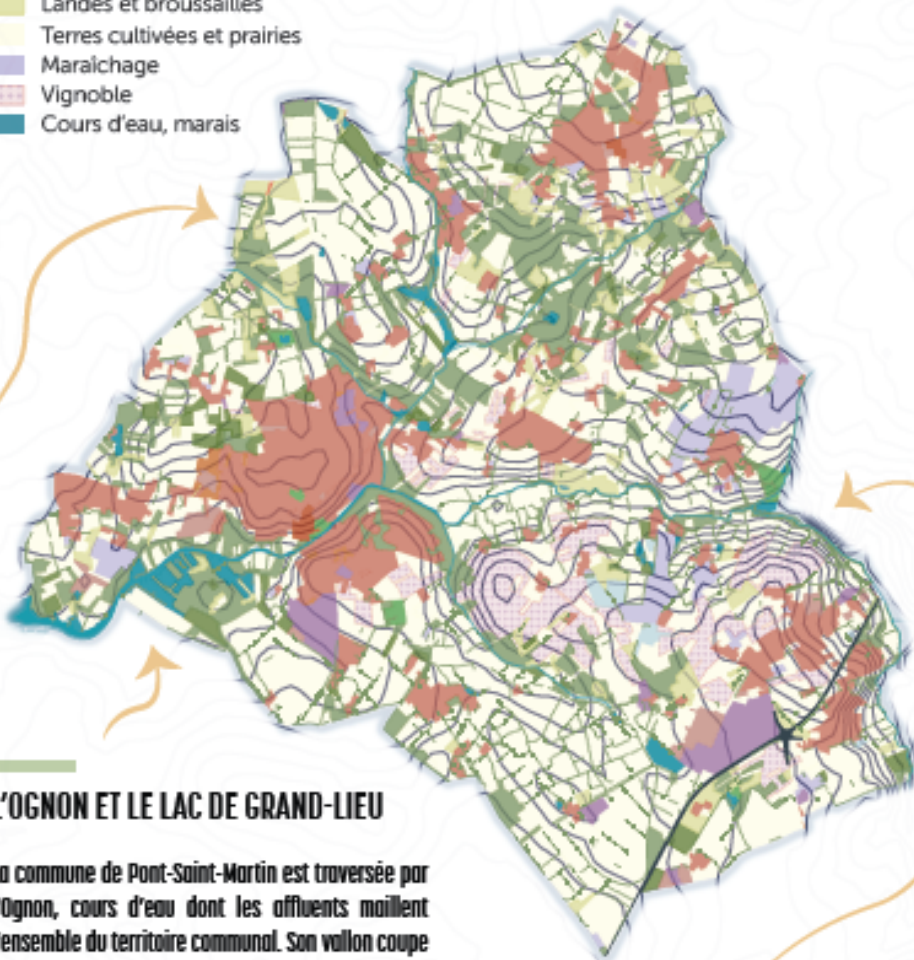 Landes et broussailles
Terres cultivées et prairies
Maraîchage
Vignoble
Cours d'eau, marais
L'OGNON ET LE LAC DE GRAND-LIEU
La commune de Pont-Saint-Martin est traversée par
l'Ognon, cours d'eau dont les affluents maillent
l'ensemble du territoire communal. Son vallon coupe